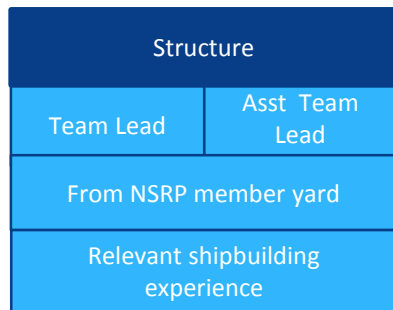 Structure
Team Lead
Asst Team
Lead
From NSRP member yard
Relevant shipbuilding
experience